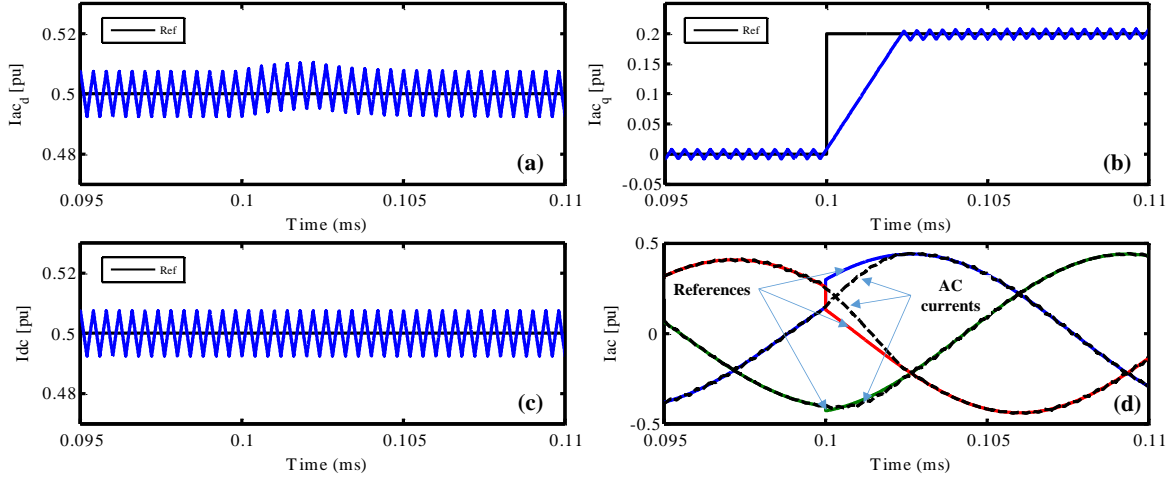 Iac_d [pu]
0.52
0.5
0.48
Ref
(a)
0.095
0.1
0.105
0.11
Time (ms)
Iac_q [pu]
0.2
0.15
0.1
0.05
0
-0.05
Ref
(b)
0.095
0.1
0.105
0.11
Time (ms)
Idc [pu]
0.52
0.5
0.48
Ref
(c)
0.095
0.1
0.105
0.11
Time (ms)
Iac [pu]
0.5
0
-0.5
References
AC
currents
(d)
0.095
0.1
0.105
0.11
Time (ms)